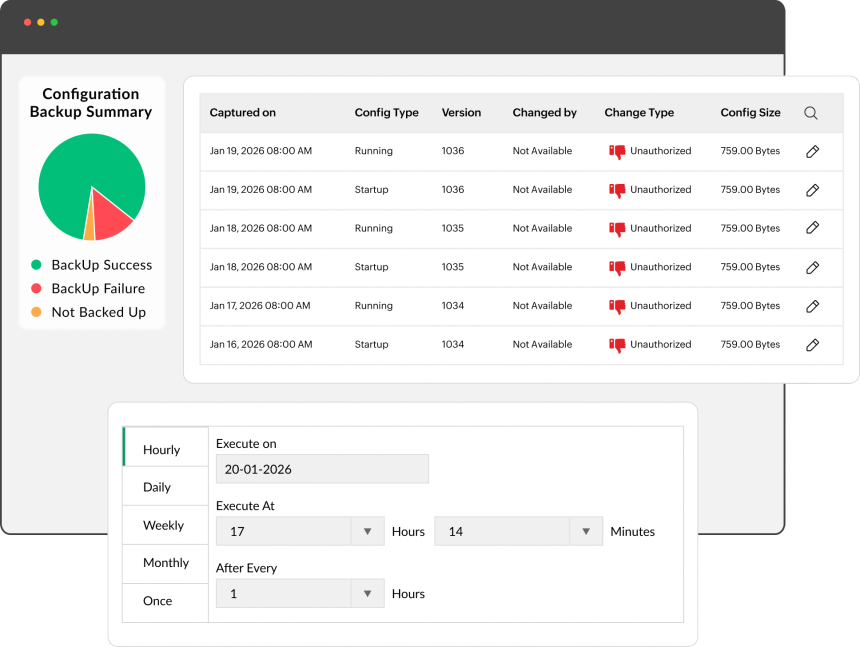 Configuration
Backup Summary
BackUp Success
BackUp Failure
Not Backed Up
Captured on Config Type Version Changed by Change Type Config Size
Jan 19, 2026 08:00 AM Running 1036 Not Available Unauthorized 759.00 Bytes
Jan 19, 2026 08:00 AM Startup 1036 Not Available Unauthorized 759.00 Bytes
Jan 18, 2026 08:00 AM Running 1035 Not Available Unauthorized 759.00 Bytes
Jan 18, 2026 08:00 AM Startup 1035 Not Available Unauthorized 759.00 Bytes
Jan 17, 2026 08:00 AM Running 1034 Not Available Unauthorized 759.00 Bytes
Jan 16, 2026 08:00 AM Startup 1034 Not Available Unauthorized 759.00 Bytes
Hourly
Daily
Weekly
Monthly
Once
Execute on
20-01-2026
Execute At
17 Hours 14 Minutes
After Every
1 Hours